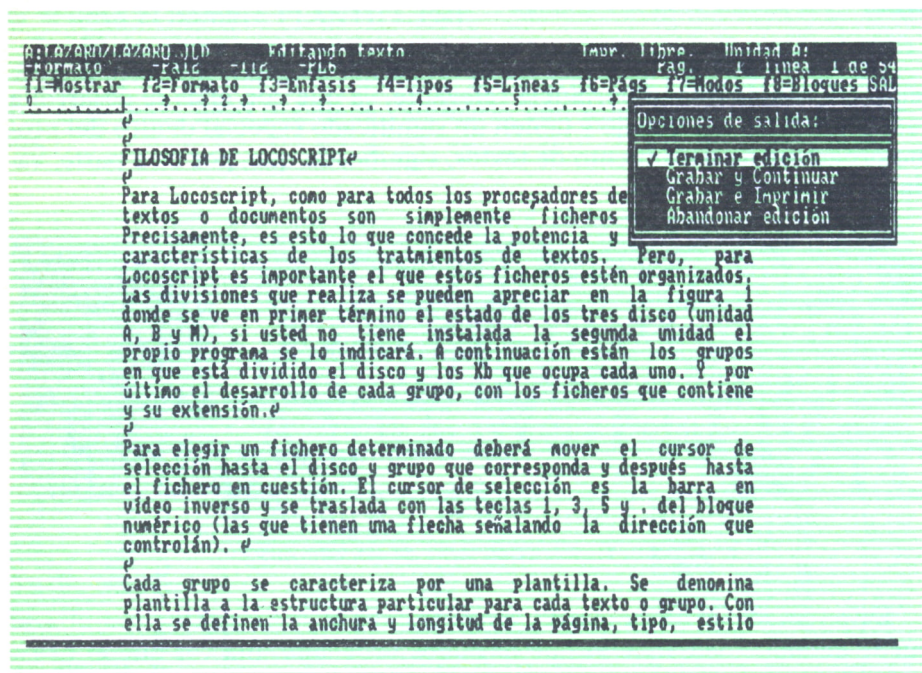 A:LAZARO/LAZARO.JLD Editando texto Impr. libre. Unidad A:
-Formato -Pa12 -I12 -PL6 Pág. 1 línea 1 de 54
f1=Mostrar f2=Formato f3=Enfasis f4=Tipos f5=Líneas f6=Págs f7=Modos f8=Bloques SAL
Opciones de salida:
✓ Terminar edición
Grabar y Continuar
Grabar e Imprimir
Abandonar edición
FILOSOFIA DE LOCOSCRIPT
Para Locoscript, como para todos los procesadores de
textos o documentos son simplemente ficheros
Precisamente, es esto lo que concede la potencia y
características de los tratmientos de textos. Pero, para
Locoscript es importante el que estos ficheros estén organizados.
Las divisiones que realiza se pueden apreciar en la figura 1
donde se ve en primer término el estado de los tres disco (unidad
A, B y M), si usted no tiene instalada la segunda unidad el
propio programa se lo indicará. A continuación están los grupos
en que está dividido el disco y los Kb que ocupa cada uno. Y por
último el desarrollo de cada grupo, con los ficheros que contiene
y su extensión.
Para elegir un fichero determinado deberá mover el cursor de
selección hasta el disco y grupo que corresponda y después hasta
el fichero en cuestión. El cursor de selección es la barra en
vídeo inverso y se traslada con las teclas 1, 3, 5 y . del bloque
numérico (las que tienen una flecha señalando la dirección que
controlán).
Cada grupo se caracteriza por una plantilla. Se denomina
plantilla a la estructura particular para cada texto o grupo. Con
ella se definen la anchura y longitud de la página, tipo, estilo